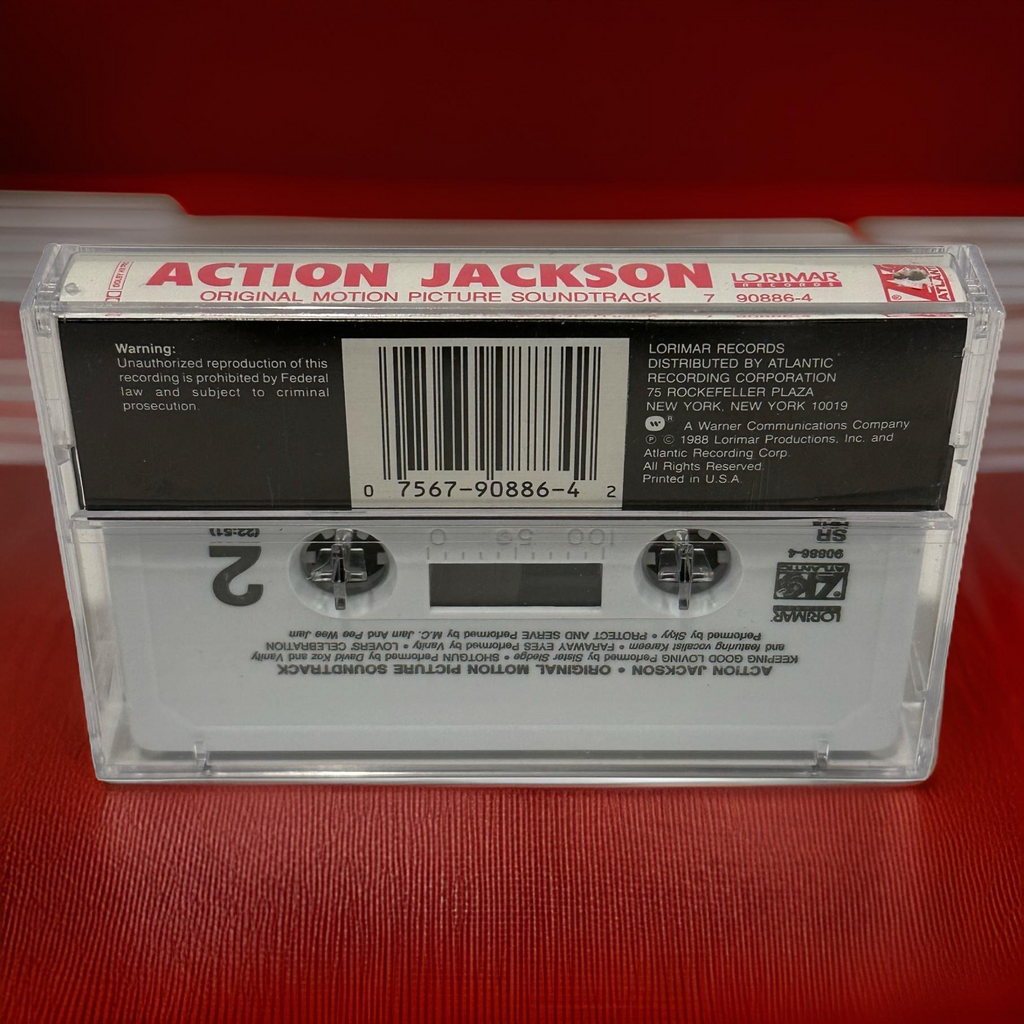 DOLBY HX PRO
ACTION JACKSON
ORIGINAL MOTION PICTURE SOUNDTRACK 7 90886-4
LORIMAR
RECORDS
ATLAN
Warning:
Unauthorized reproduction of this
recording is prohibited by Federal
law and subject to criminal
prosecution.
0 7567-90886-4 2
LORIMAR RECORDS
DISTRIBUTED BY ATLANTIC
RECORDING CORPORATION
75 ROCKEFELLER PLAZA
NEW YORK, NEW YORK 10019
A Warner Communications Company
℗ © 1988 Lorimar Productions, Inc. and
Atlantic Recording Corp.
All Rights Reserved.
Printed in U.S.A.
ACTION JACKSON • ORIGINAL MOTION PICTURE SOUNDTRACK
KEEPING GOOD LOVING Performed by Sister Sledge • SHOTGUN Performed by David Koz and Vanity
and featuring vocalist Kareem • FARAWAY EYES Performed by Vanity • LOVERS' CELEBRATION
Performed by Skyy • PROTECT AND SERVE Performed by M.C. Jam And Pee Wee Jam
LORIMAR
ATLANTIC
90886-4
SR
2
(22:51)
100 50 0